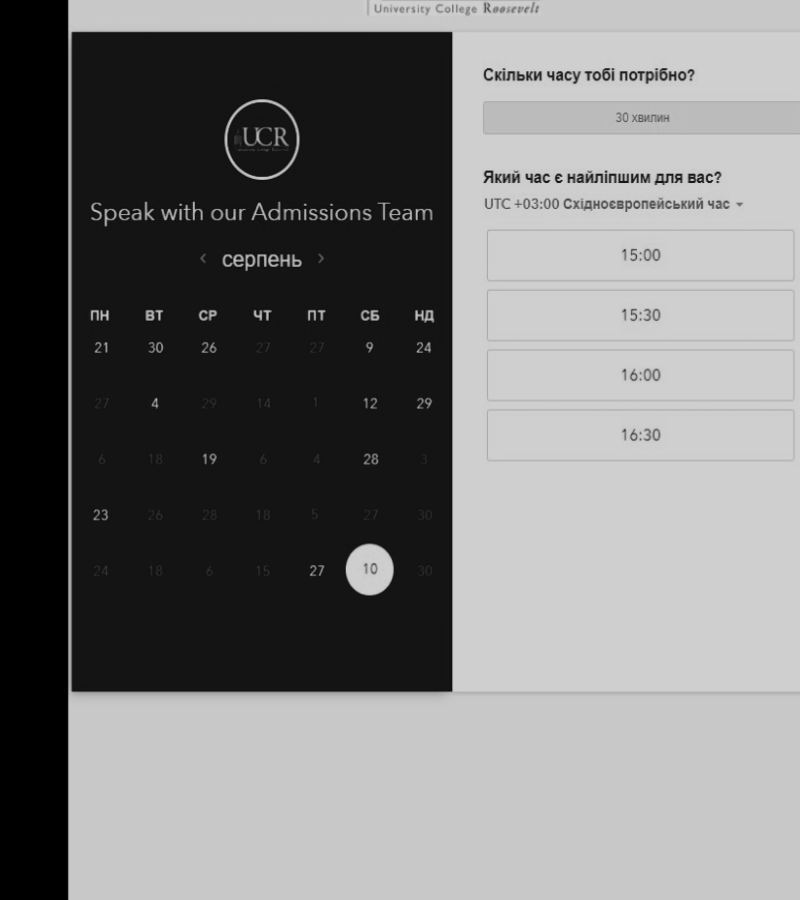 University College Roosevelt
UCR
Speak with our Admissions Team
‹ серпень ›
ПН ВТ СР ЧТ ПТ СБ НД
21 30 26 27 27 9 24
27 4 29 14 1 12 29
6 18 19 6 4 28 3
23 26 28 18 5 27 30
24 18 6 15 27 10 30
Скільки часу тобі потрібно?
30 хвилин
Який час є найліпшим для вас?
UTC +03:00 Східноєвропейський час
15:00
15:30
16:00
16:30